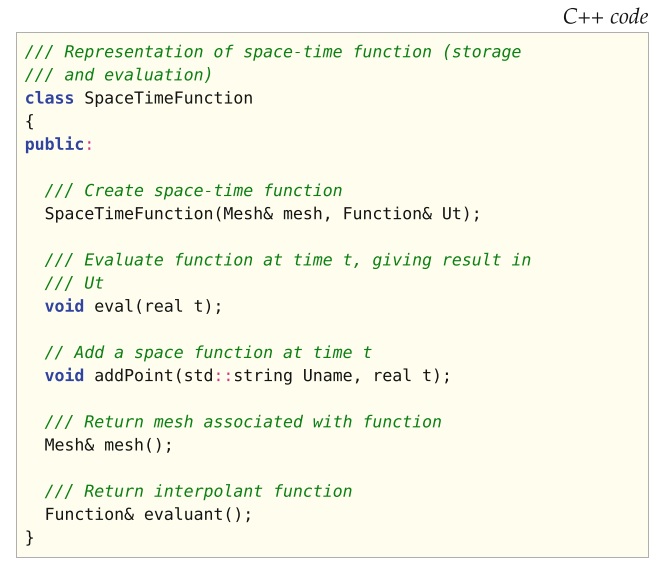 C++ code
/// Representation of space-time function (storage
/// and evaluation)
class SpaceTimeFunction
{
public:
/// Create space-time function
SpaceTimeFunction(Mesh& mesh, Function& Ut);
/// Evaluate function at time t, giving result in
/// Ut
void eval(real t);
// Add a space function at time t
void addPoint(std::string Uname, real t);
/// Return mesh associated with function
Mesh& mesh();
/// Return interpolant function
Function& evaluant();
}